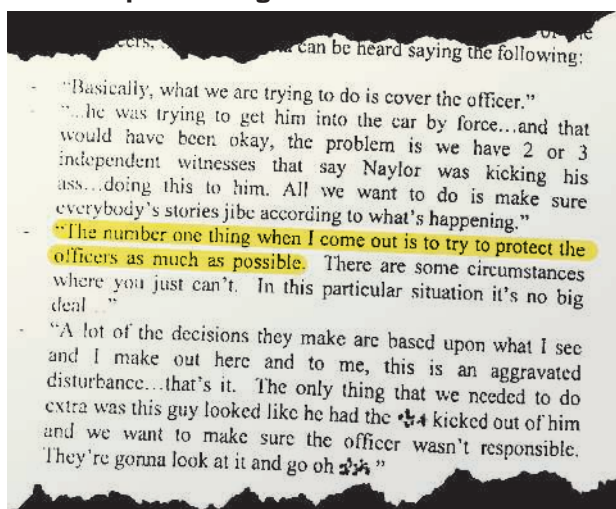 can be heard saying the following:
- "Basically, what we are trying to do is cover the officer."
- "...he was trying to get him into the car by force...and that
would have been okay, the problem is we have 2 or 3
independent witnesses that say Naylor was kicking his
ass...doing this to him. All we want to do is make sure
everybody's stories jibe according to what's happening."
- "The number one thing when I come out is to try to protect the
officers as much as possible. There are some circumstances
where you just can't. In this particular situation it's no big
deal..."
- "A lot of the decisions they make are based upon what I see
and I make out here and to me, this is an aggravated
disturbance...that's it. The only thing that we needed to do
extra was this guy looked like he had the kicked out of him
and we want to make sure the officer wasn't responsible.
They're gonna look at it and go oh "